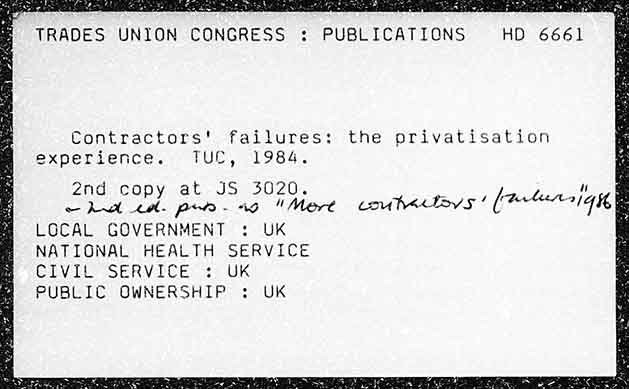 TRADES UNION CONGRESS : PUBLICATIONS HD 6661
Contractors' failures: the privatisation
experience. TUC, 1984.
2nd copy at JS 3020.
- 2nd ed. pub. as "More contractors' failures" 1986
LOCAL GOVERNMENT : UK
NATIONAL HEALTH SERVICE
CIVIL SERVICE : UK
PUBLIC OWNERSHIP : UK